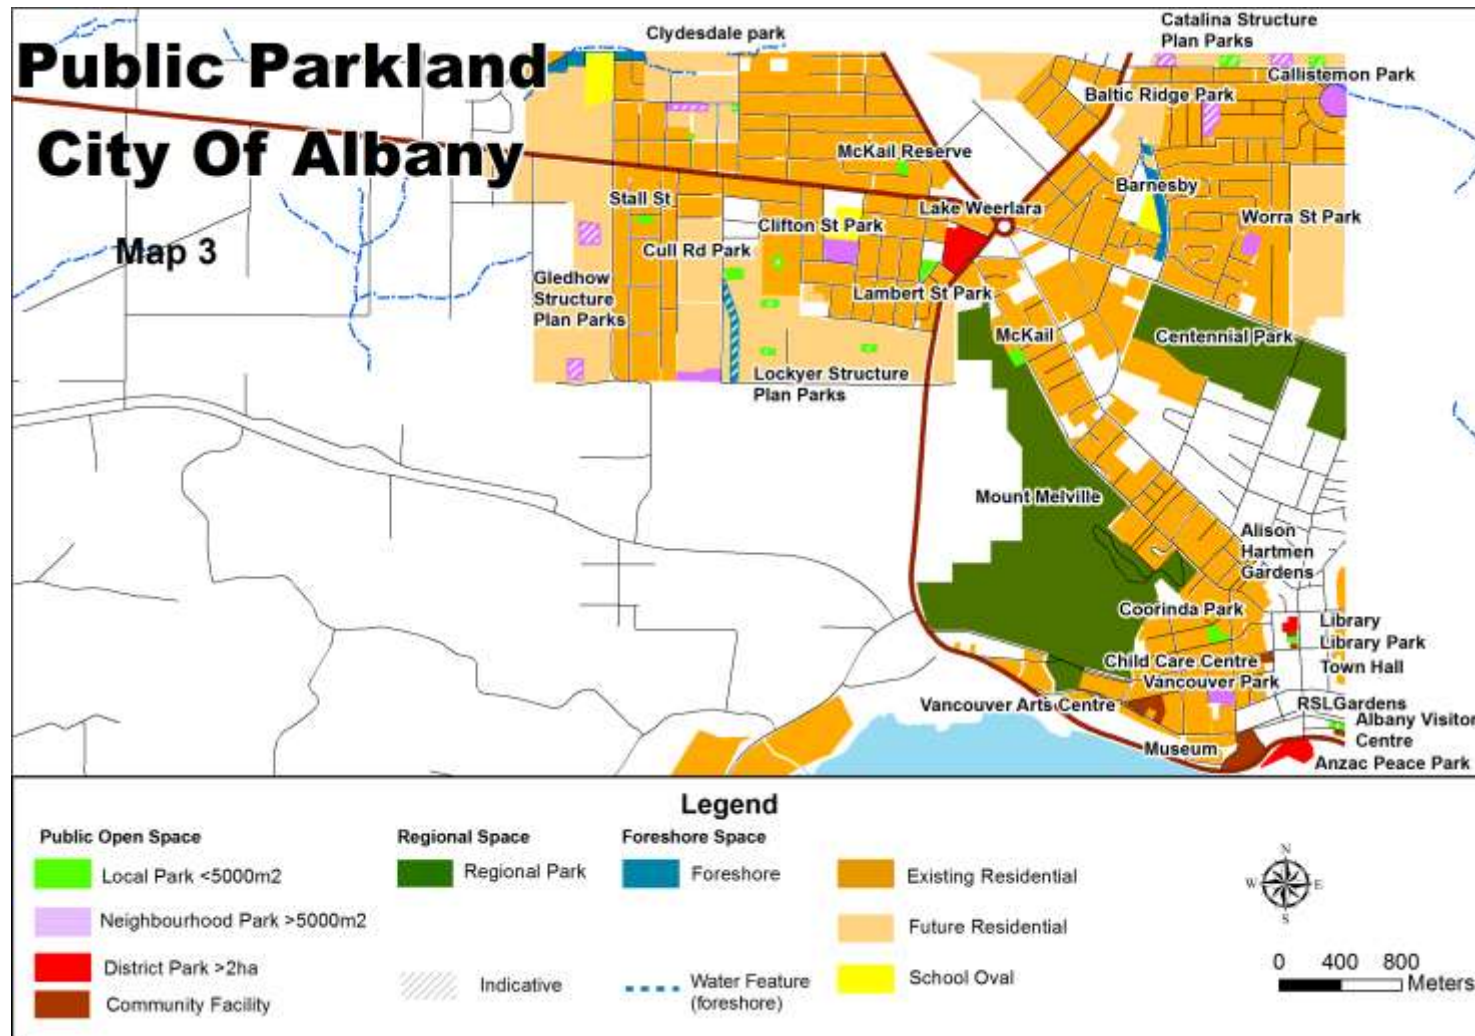 Public Parkland
City Of Albany
Map 3
Clydesdale park
Catalina Structure
Plan Parks
Callistemon Park
Baltic Ridge Park
McKail Reserve
Barnesby
Stall St
Lake Weerlara
Clifton St Park
Worra St Park
Cull Rd Park
Gledhow
Structure
Plan Parks
Lambert St Park
McKail
Centennial Park
Lockyer Structure
Plan Parks
Mount Melville
Alison
Hartmen
Gardens
Coorinda Park
Library
Library Park
Child Care Centre
Town Hall
Vancouver Park
Vancouver Arts Centre
RSLGardens
Albany Visitor
Centre
Museum
Anzac Peace Park
Legend
Public Open Space
Regional Space
Foreshore Space
Local Park <5000m2
Regional Park
Foreshore
Existing Residential
Neighbourhood Park >5000m2
Future Residential
District Park >2ha
Indicative
Water Feature
(foreshore)
School Oval
Community Facility
N
W E
S
0 400 800
Meters